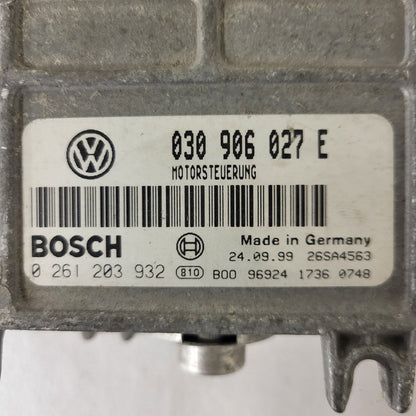 030 906 027 E
MOTORSTEUERUNG
BOSCH
Made in Germany
24.09.99 26SA4563
0 261 203 932 810 B00 96924 1736 0748